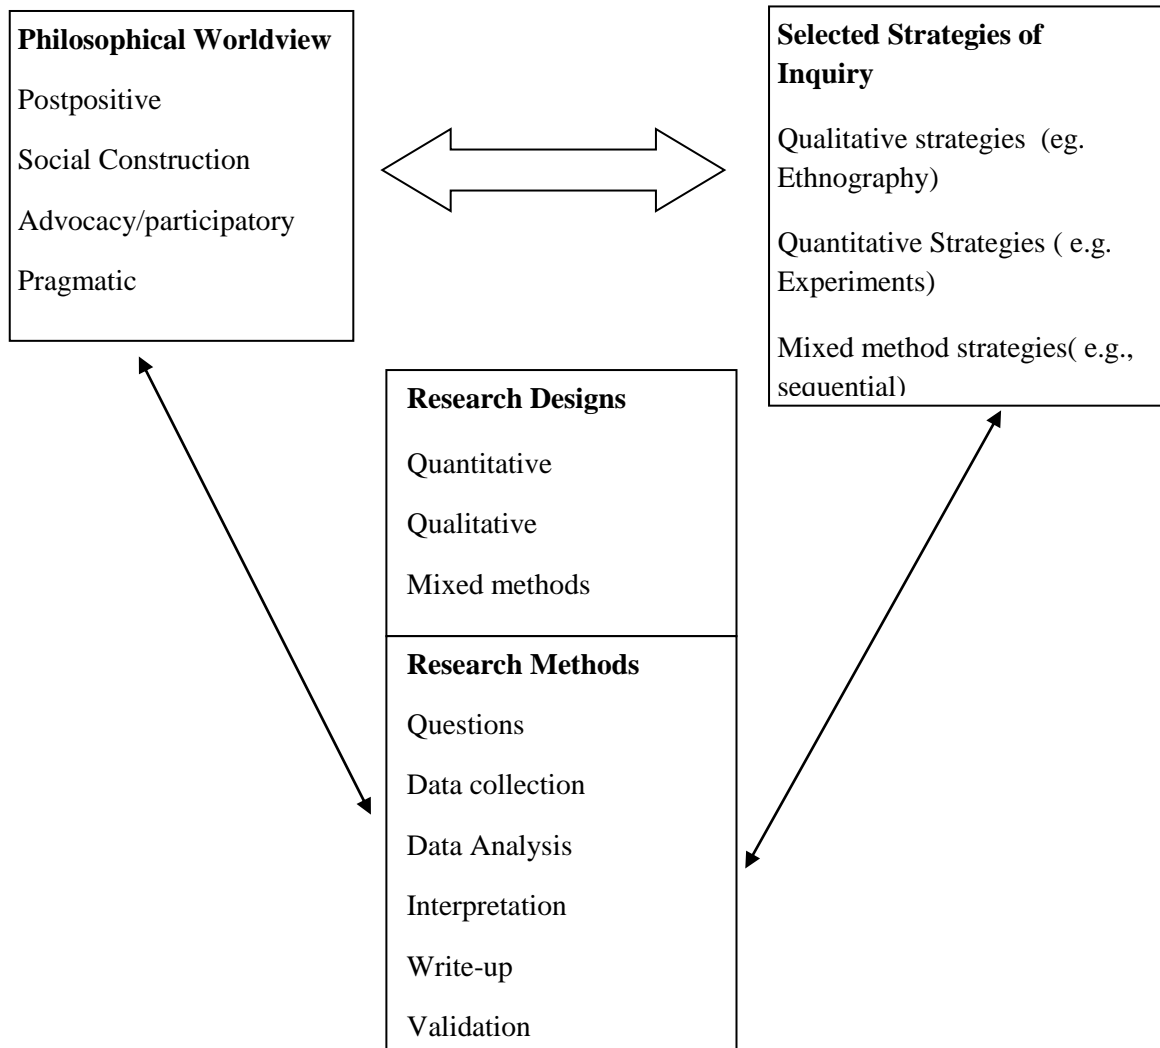 Philosophical Worldview
Postpositive
Social Construction
Advocacy/participatory
Pragmatic
Selected Strategies of
Inquiry
Qualitative strategies (eg.
Ethnography)
Quantitative Strategies ( e.g.
Experiments)
Mixed method strategies( e.g.,
sequential)
Research Designs
Quantitative
Qualitative
Mixed methods
Research Methods
Questions
Data collection
Data Analysis
Interpretation
Write-up
Validation